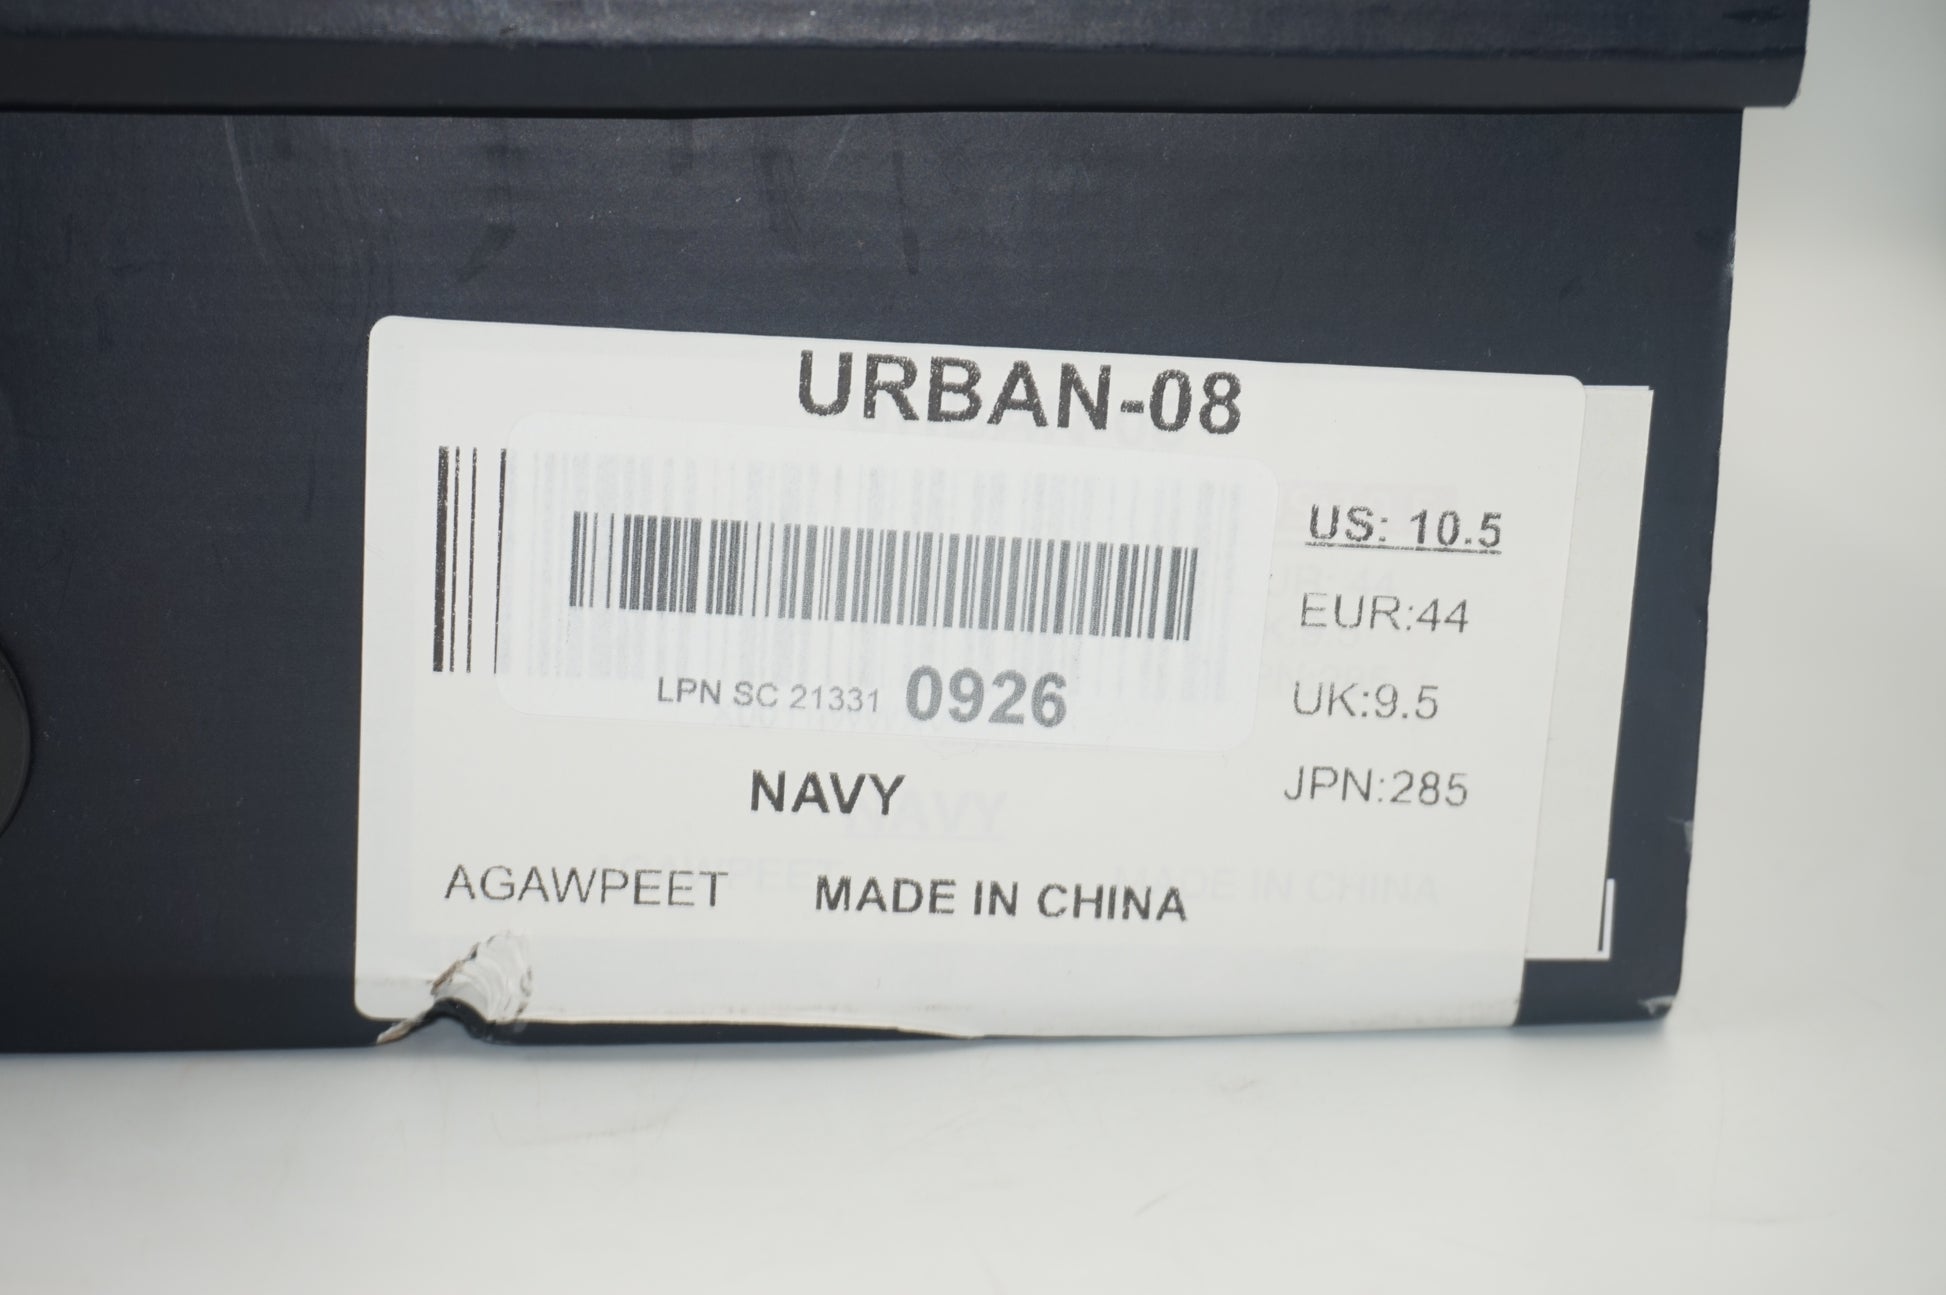 URBAN-08
US: 10.5
EUR:44
UK:9.5
JPN:285
LPN SC 21331 0926
NAVY
AGAWPEET MADE IN CHINA